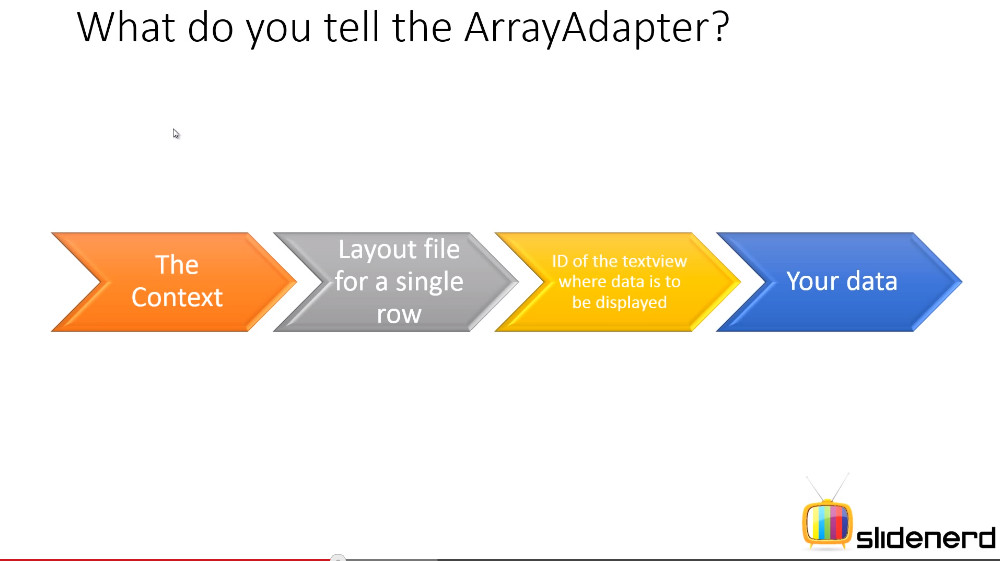 What do you tell the ArrayAdapter?
The
Context
Layout file
for a single
row
ID of the textview
where data is to
be displayed
Your data
slidenerd